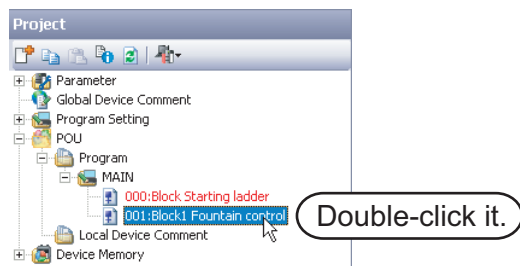 Project
Parameter
Global Device Comment
Program Setting
POU
Program
MAIN
000:Block Starting ladder
001:Block1 Fountain control
Double-click it.
Local Device Comment
Device Memory